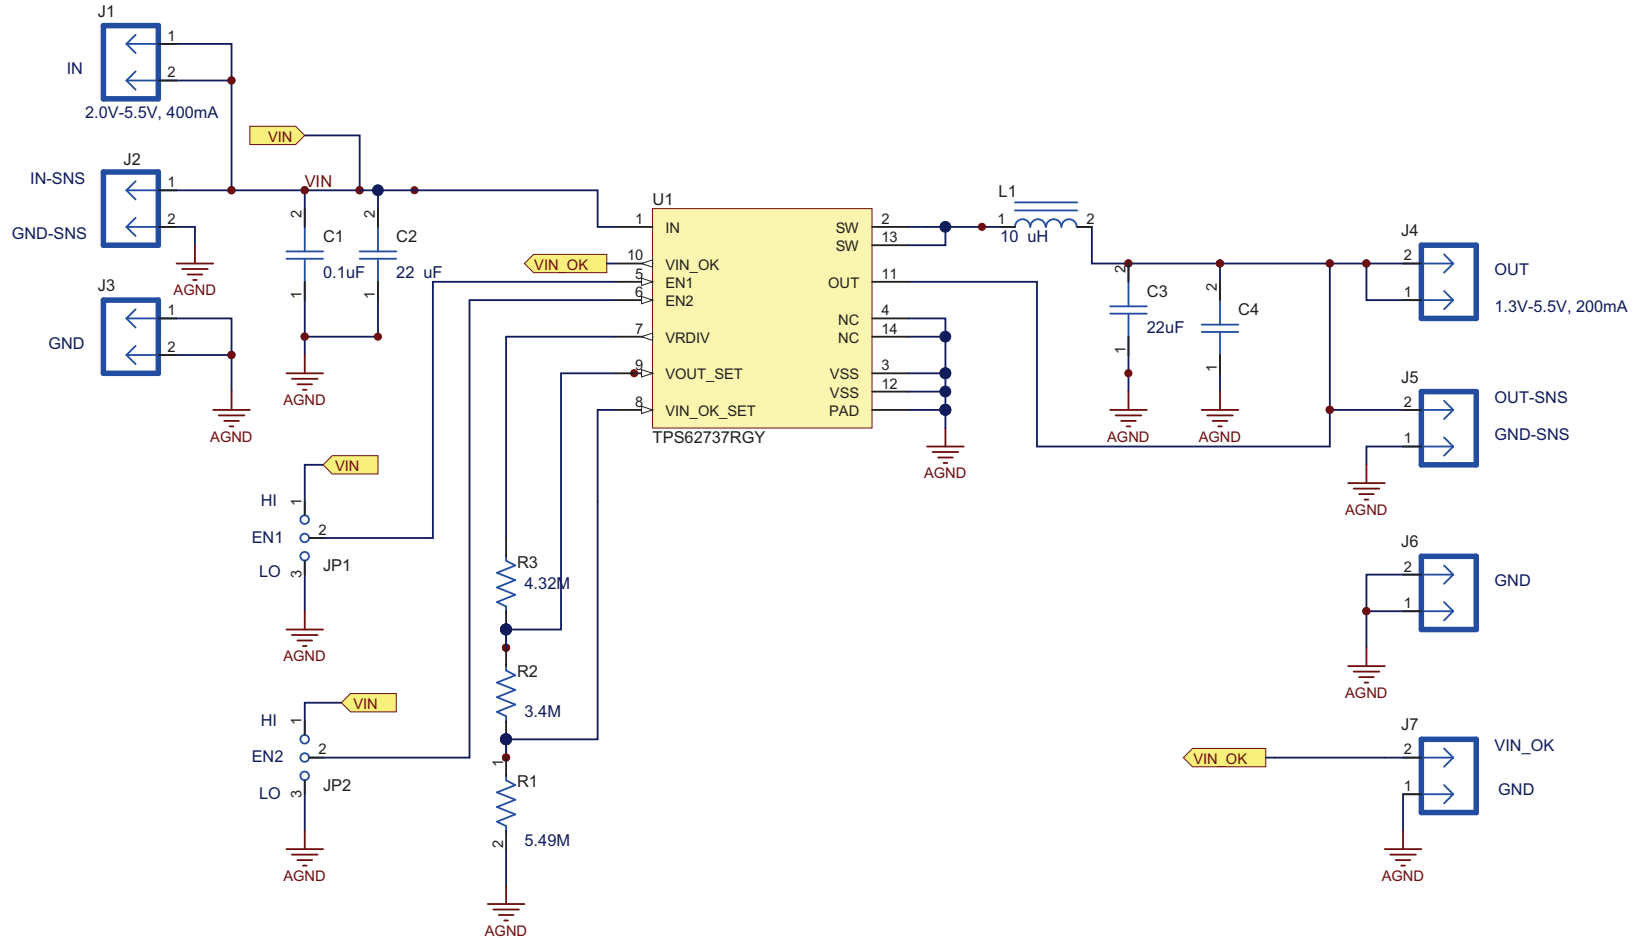 J1
1
2
IN
2.0V-5.5V, 400mA
VIN
J2
IN-SNS
1
VIN
GND-SNS
2
AGND
2
C1
0.1uF
1
2
C2
22 uF
1
AGND
J3
1
GND
2
AGND
U1
1
IN
VIN_OK
10
VIN_OK
5
EN1
6
EN2
7
VRDIV
9
VOUT_SET
8
VIN_OK_SET
TPS62737RGY
SW
2
SW
13
OUT
11
NC
4
NC
14
VSS
3
VSS
12
PAD
AGND
L1
1
2
10 uH
2
C3
22uF
1
AGND
2
C4
1
AGND
J4
2
OUT
1
1.3V-5.5V, 200mA
J5
2
OUT-SNS
1
GND-SNS
AGND
VIN
HI
1
EN1
2
LO
3
JP1
AGND
R3
4.32M
R2
3.4M
1
R1
5.49M
2
AGND
VIN
HI
1
EN2
2
LO
3
JP2
AGND
J6
2
GND
1
AGND
J7
VIN_OK
2
VIN_OK
1
GND
AGND